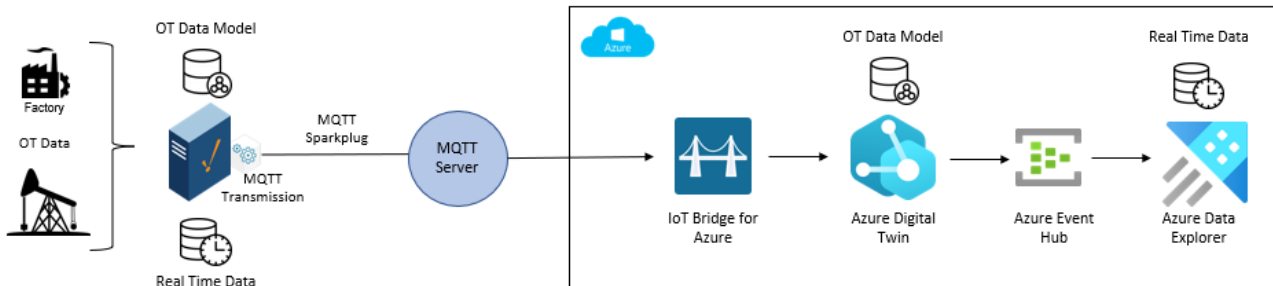 Factory
OT Data
OT Data Model
MQTT
Transmission
Real Time Data
MQTT
Sparkplug
MQTT
Server
Azure
IoT Bridge for
Azure
OT Data Model
Azure Digital
Twin
Azure Event
Hub
Real Time Data
Azure Data
Explorer